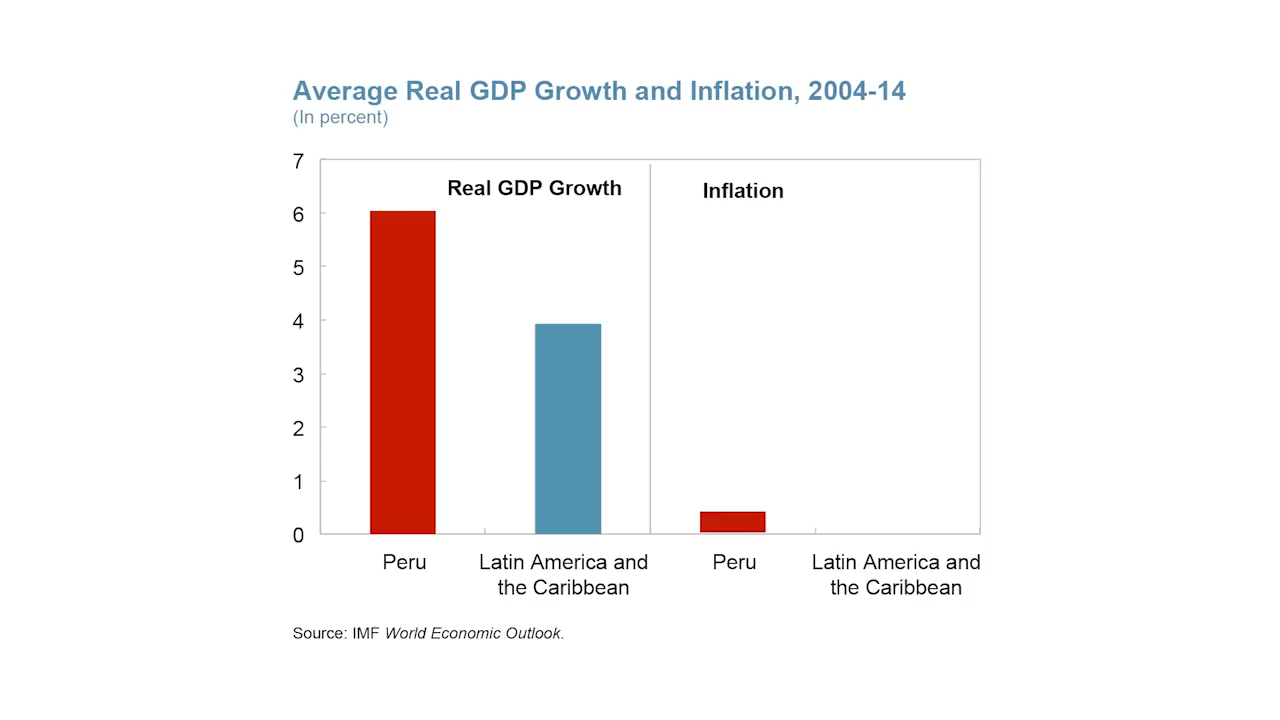 Average Real GDP Growth and Inflation, 2004-14
(In percent)
7
Real GDP Growth
Inflation
6
5
4
3
2
1
0
Peru
Latin America and
the Caribbean
Peru
Latin America and
the Caribbean
Source: IMF World Economic Outlook.